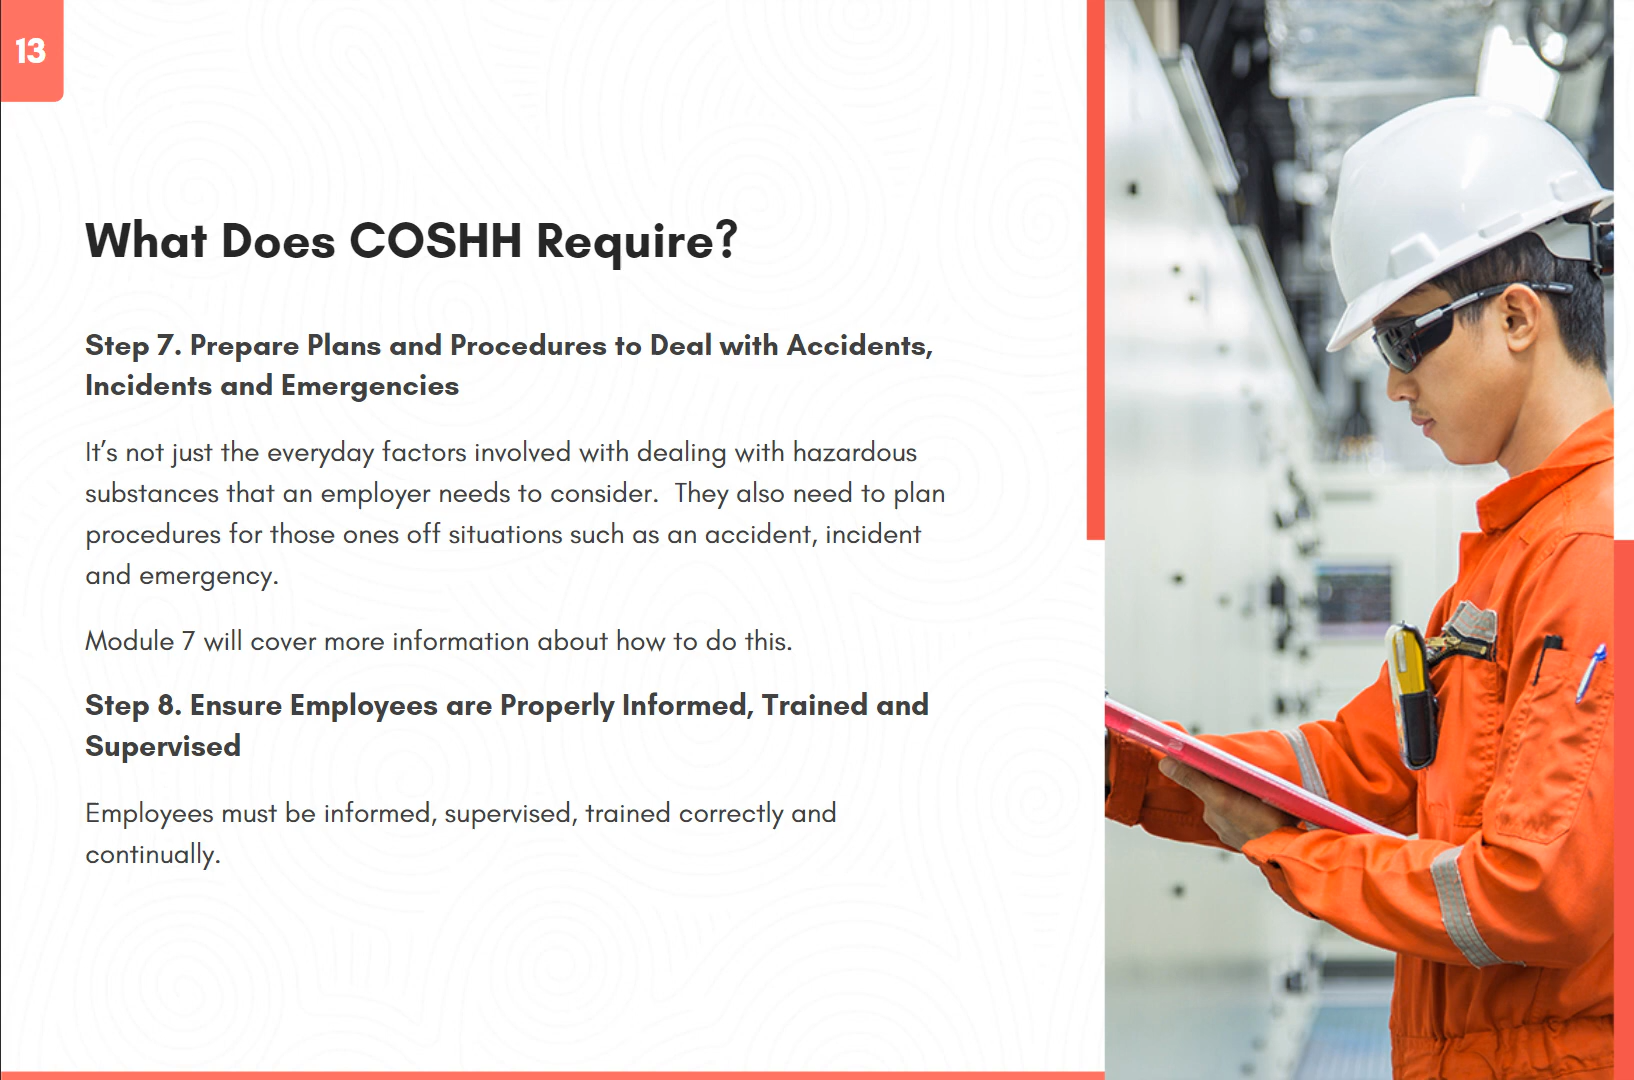 13
What Does COSHH Require?
Step 7. Prepare Plans and Procedures to Deal with Accidents,
Incidents and Emergencies
It’s not just the everyday factors involved with dealing with hazardous
substances that an employer needs to consider.  They also need to plan
procedures for those ones off situations such as an accident, incident
and emergency.
Module 7 will cover more information about how to do this.
Step 8. Ensure Employees are Properly Informed, Trained and
Supervised
Employees must be informed, supervised, trained correctly and
continually.